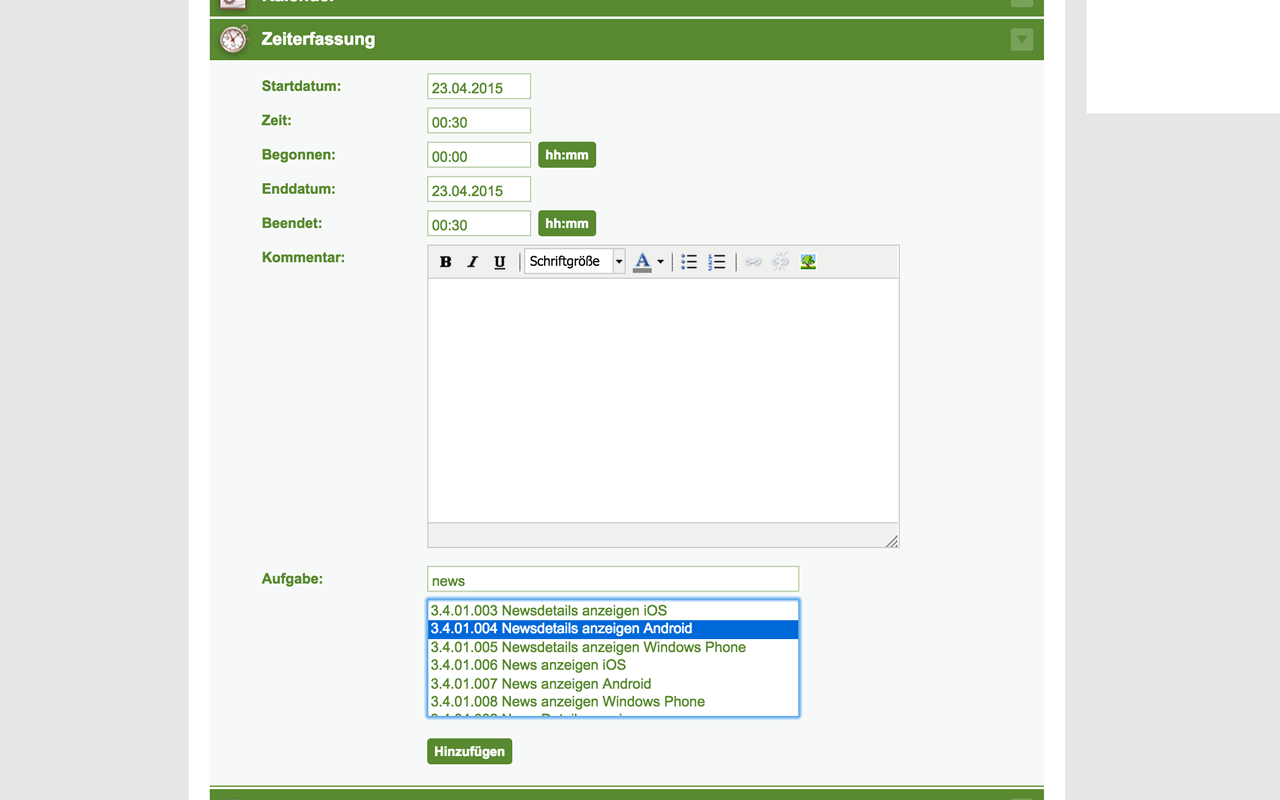 Kalender
Zeiterfassung
Startdatum: 23.04.2015
Zeit: 00:30
Begonnen: 00:00 hh:mm
Enddatum: 23.04.2015
Beendet: 00:30 hh:mm
Kommentar: B I U Schriftgröße A
Aufgabe: news
3.4.01.003 Newsdetails anzeigen iOS
3.4.01.004 Newsdetails anzeigen Android
3.4.01.005 Newsdetails anzeigen Windows Phone
3.4.01.006 News anzeigen iOS
3.4.01.007 News anzeigen Android
3.4.01.008 News anzeigen Windows Phone
Hinzufügen